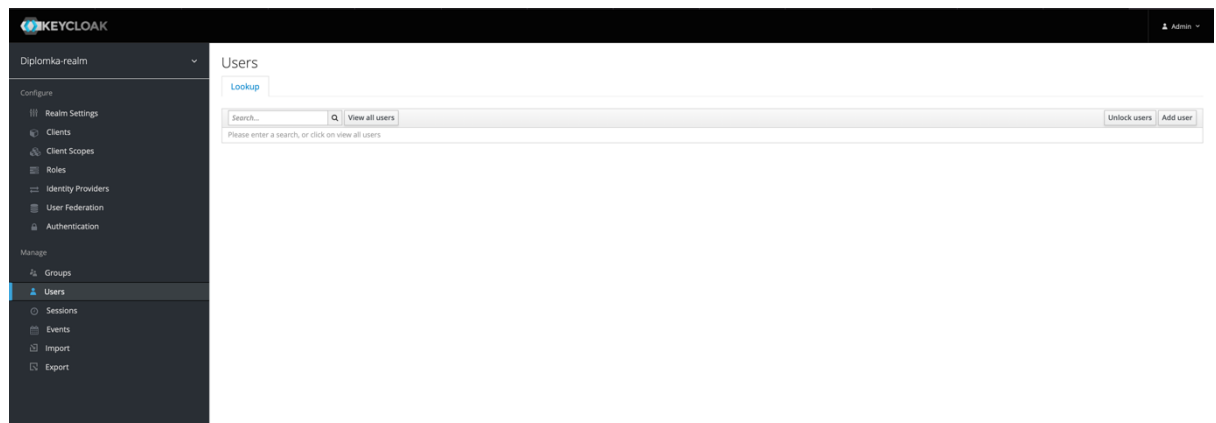 KEYCLOAK
Admin
Diplomka-realm
Configure
Realm Settings
Clients
Client Scopes
Roles
Identity Providers
User Federation
Authentication
Manage
Groups
Users
Sessions
Events
Import
Export
Users
Lookup
Search... View all users Unlock users Add user
Please enter a search, or click on view all users